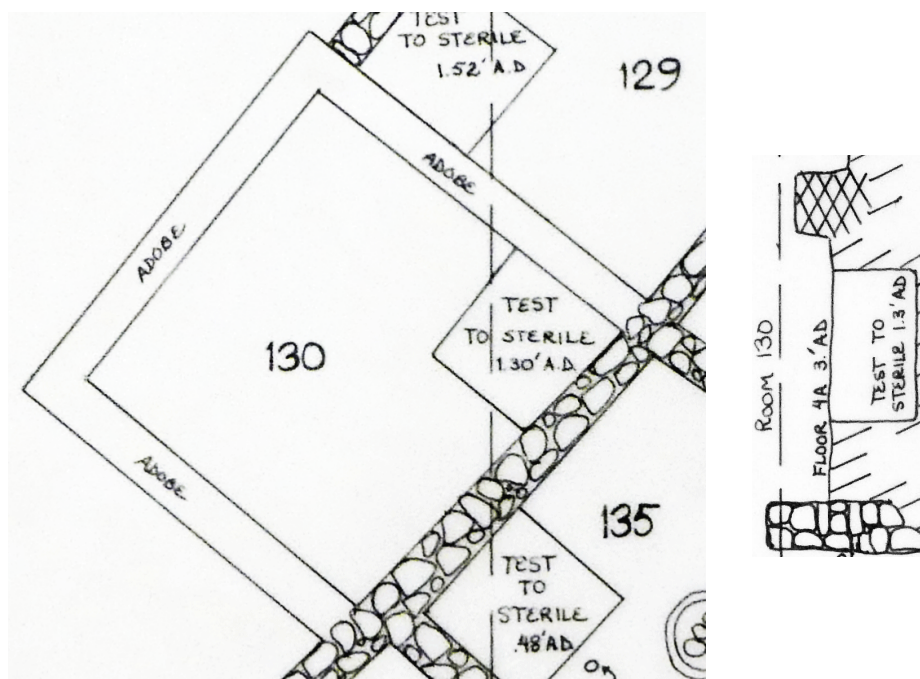 TEST
TO STERILE
1.52' A.D
129
ADOBE
ADOBE
TEST
TO STERILE
1.30' A.D.
130
ADOBE
135
TEST
TO
STERILE
.48' AD.
ROOM 130
FLOOR 4A 3.' AD
TEST TO
STERILE 1.3' AD